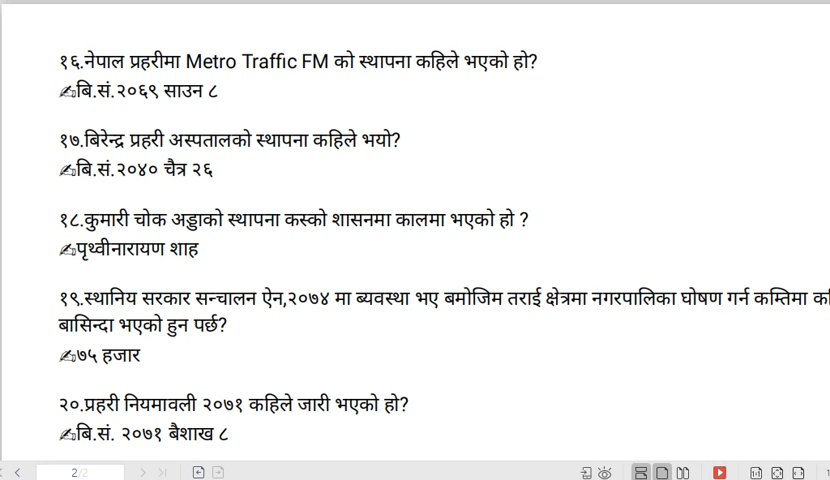 १६.नेपाल प्रहरीमा Metro Traffic FM को स्थापना कहिले भएको हो?
✍बि.सं.२०६९ साउन ८
१७.बिरेन्द्र प्रहरी अस्पतालको स्थापना कहिले भयो?
✍बि.सं.२०४० चैत्र २६
१८.कुमारी चोक अड्डाको स्थापना कस्को शासनमा कालमा भएको हो ?
✍पृथ्वीनारायण शाह
१९.स्थानिय सरकार सन्चालन ऐन,२०७४ मा ब्यवस्था भए बमोजिम तराई क्षेत्रमा नगरपालिका घोषण गर्न कम्तिमा
बासिन्दा भएको हुन पर्छ?
✍७५ हजार
२०.प्रहरी नियमावली २०७१ कहिले जारी भएको हो?
✍बि.सं. २०७१ बैशाख ८
2/2